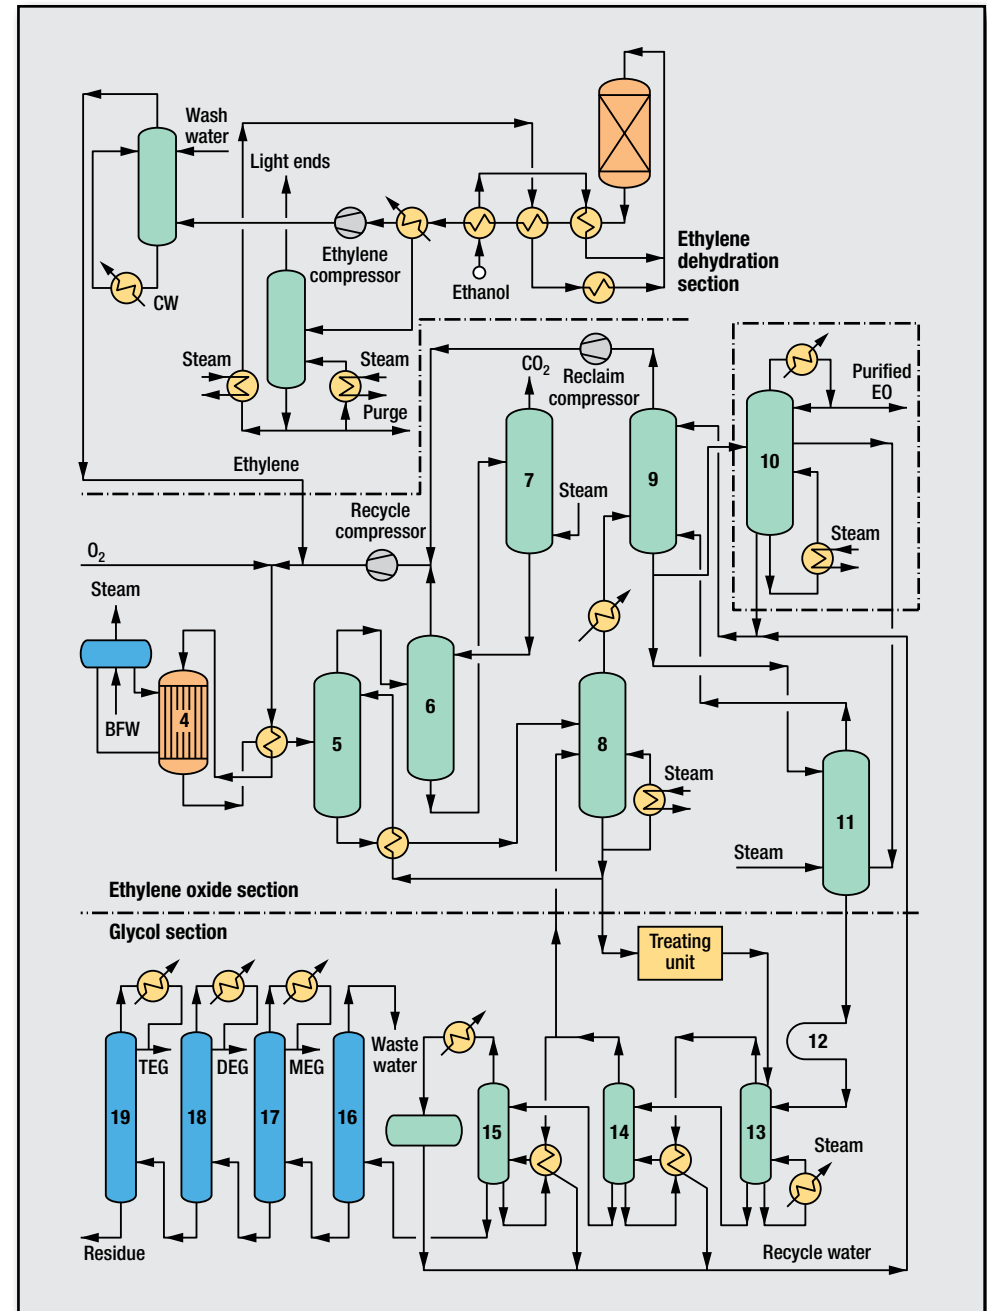 Wash
water
Light ends
Ethylene
compressor
CW
Ethanol
Ethylene
dehydration
section
Steam
Steam
Purge
Ethylene
CO2
Reclaim
compressor
Purified
EO
7
9
10
Steam
Steam
Recycle
compressor
O2
Steam
BFW
4
5
6
8
Steam
11
Steam
Ethylene oxide section
Glycol section
Treating
unit
12
TEG
DEG
MEG
Waste
water
19
18
17
16
15
14
13
Steam
Residue
Recycle water